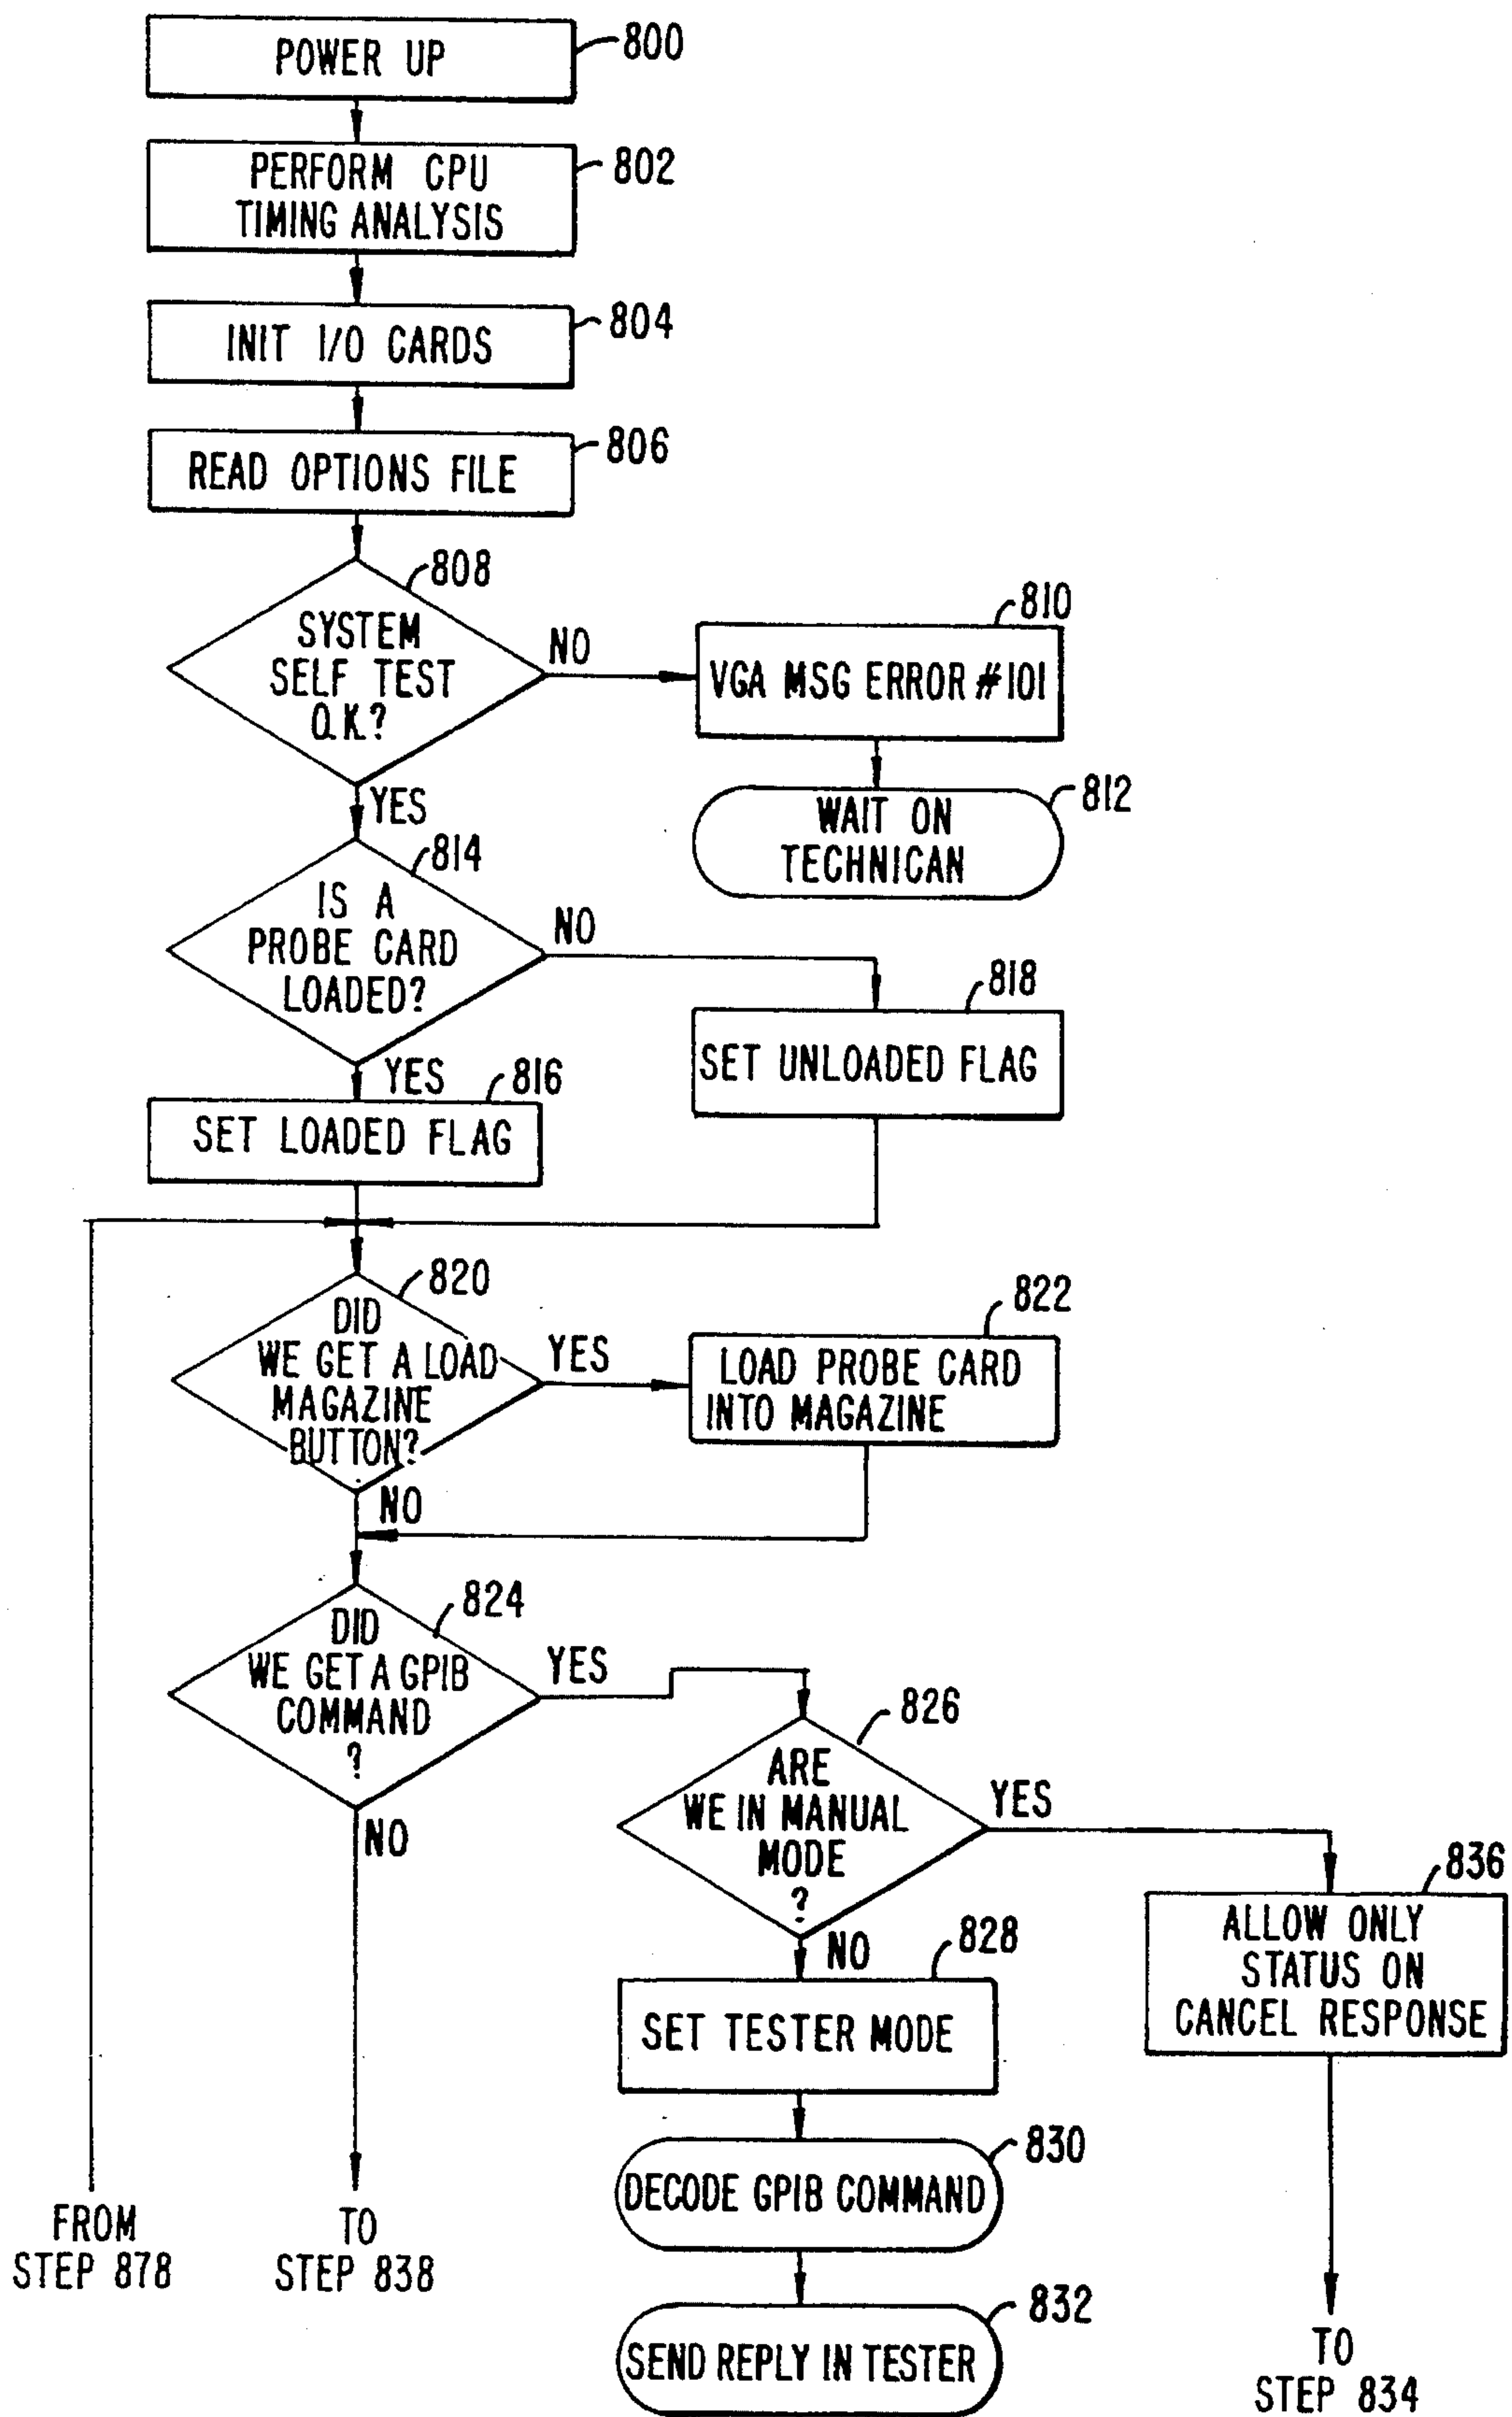 POWER UP
800
PERFORM CPU
TIMING ANALYSIS
802
INIT I/O CARDS
804
READ OPTIONS FILE
806
808
SYSTEM
SELF TEST
O.K?
NO
810
VGA MSG ERROR #101
YES
812
WAIT ON
TECHNICAN
814
IS A
PROBE CARD
LOADED?
NO
818
SET UNLOADED FLAG
YES
816
SET LOADED FLAG
820
DID
WE GET A LOAD
MAGAZINE
BUTTON?
YES
822
LOAD PROBE CARD
INTO MAGAZINE
NO
824
DID
WE GET A GPIB
COMMAND
?
YES
NO
826
ARE
WE IN MANUAL
MODE
?
YES
836
ALLOW ONLY
STATUS ON
CANCEL RESPONSE
NO
828
SET TESTER MODE
830
DECODE GPIB COMMAND
832
SEND REPLY IN TESTER
FROM
STEP 878
TO
STEP 838
TO
STEP 834